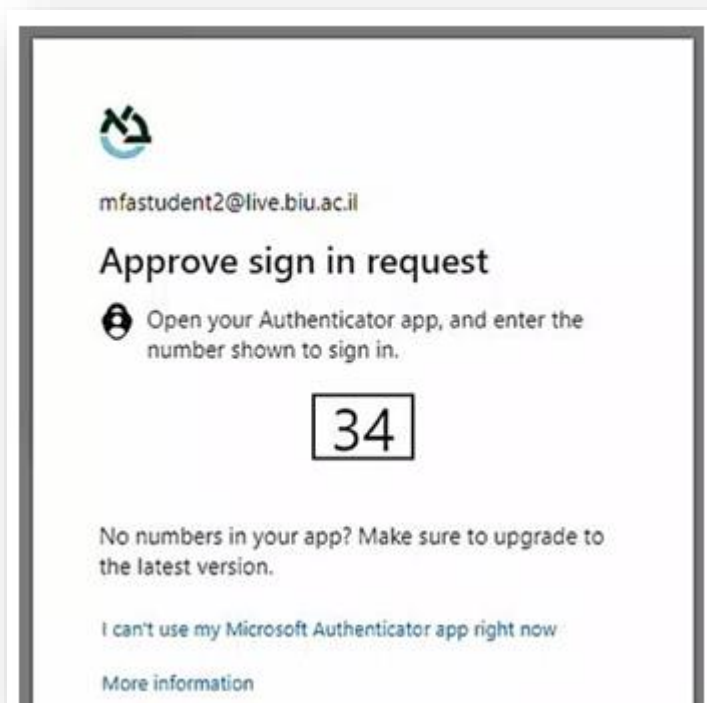 בא
mfastudent2@live.biu.ac.il
Approve sign in request
Open your Authenticator app, and enter the
number shown to sign in.
34
No numbers in your app? Make sure to upgrade to
the latest version.
I can't use my Microsoft Authenticator app right now
More information